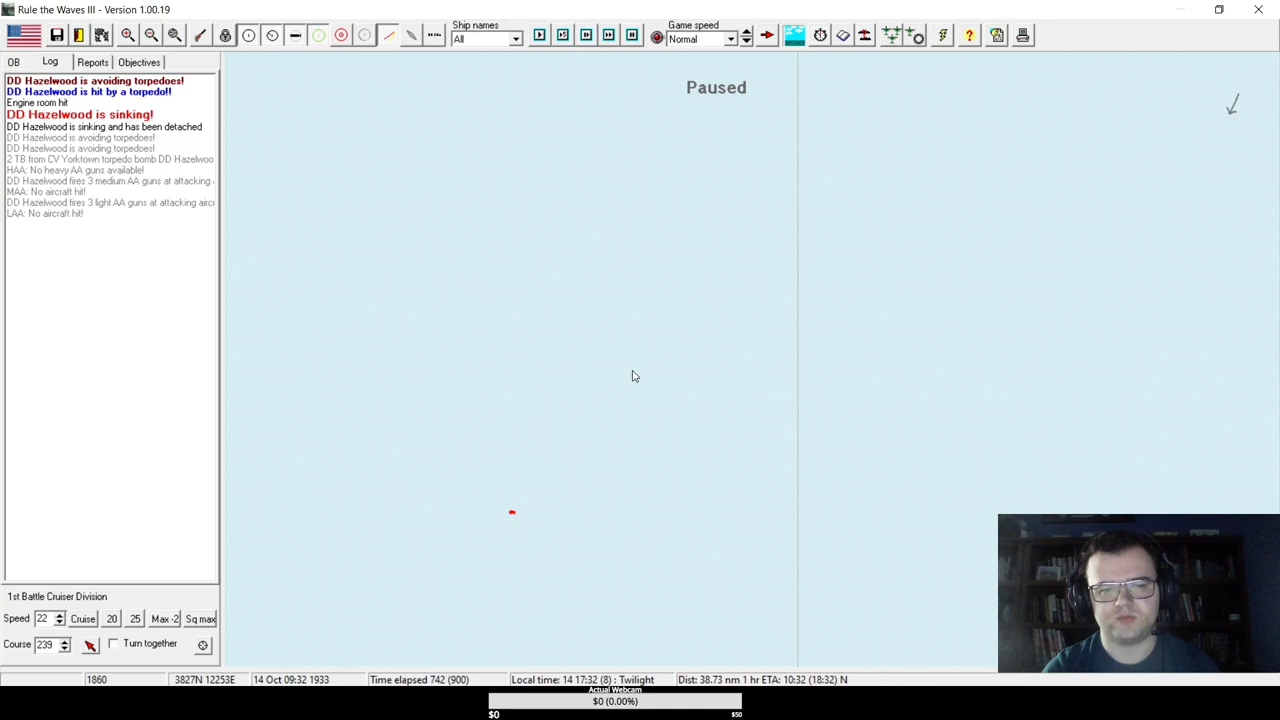 Rule the Waves III - Version 1.00.19
Ship names
All
Game speed
Normal
OB
Log
Reports
Objectives
Paused
DD Hazelwood is avoiding torpedoes!
DD Hazelwood is hit by a torpedo!!
Engine room hit
DD Hazelwood is sinking!
DD Hazelwood is sinking and has been detached
DD Hazelwood is avoiding torpedoes!
DD Hazelwood is avoiding torpedoes!
2 TB from CV Yorktown torpedo bomb DD Hazelwoo
HAA: No heavy AA guns available!
DD Hazelwood fires 3 medium AA guns at attacking
MAA: No aircraft hit!
DD Hazelwood fires 3 light AA guns at attacking aircr
LAA: No aircraft hit!
1st Battle Cruiser Division
Speed 22 Cruise 20 25 Max -2 Sq max
Course 239 Turn together
1860 3827N 12253E 14 Oct 09:32 1933 Time elapsed 742 (900) Local time: 14 17:32 (8) : Twilight Dist: 38.73 nm 1 hr ETA: 10:32 (18:32) N
Actual Webcam
$0 (0.00%)
$0 $50